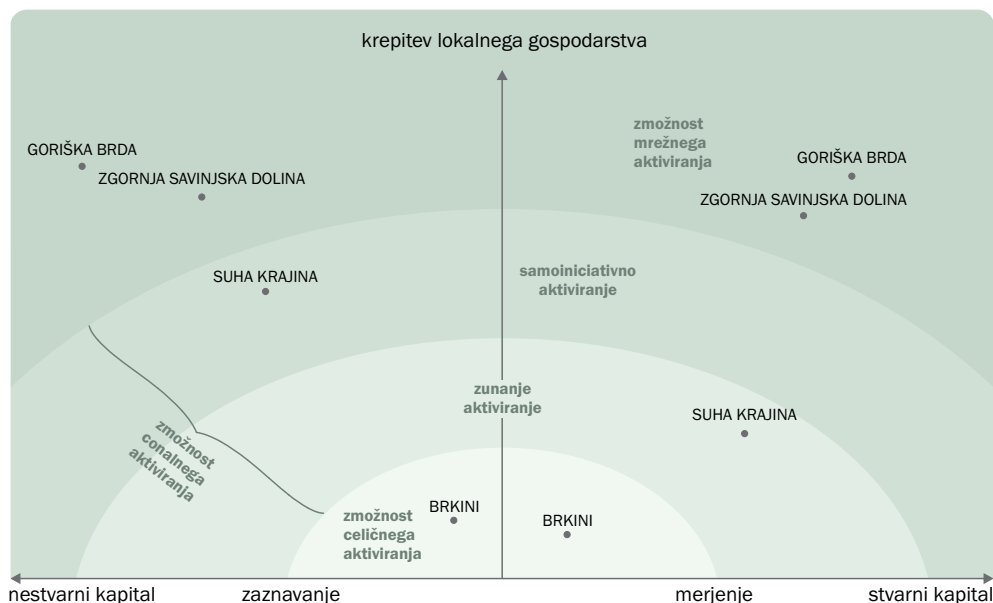 krepitev lokalnega gospodarstva
zmožnost
mrežnega
aktiviranja
GORIŠKA BRDA
ZGORNJA SAVINJSKA DOLINA
GORIŠKA BRDA
ZGORNJA SAVINJSKA DOLINA
SUHA KRAJINA
samoiniciativno
aktiviranje
zunanje
aktiviranje
SUHA KRAJINA
zmožnost
conalnega
aktiviranja
zmožnost
celičnega
aktiviranja
BRKINI
BRKINI
nestvarni kapital
zaznavanje
merjenje
stvarni kapital